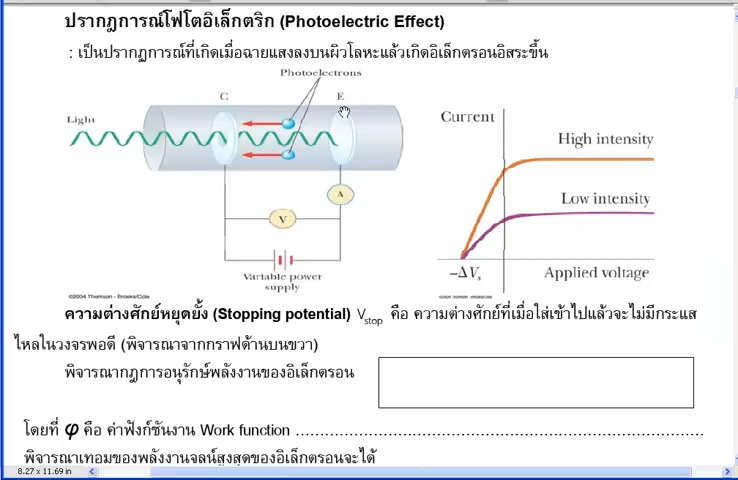 ปรากฏการณ์โฟโตอิเล็กตริก (Photoelectric Effect)
: เป็นปรากฏการณ์ที่เกิดเมื่อฉายแสงลงบนผิวโลหะแล้วเกิดอิเล็กตรอนอิสระขึ้น
Photoelectrons
C
E
Light
A
V
Variable power
supply
©2004 Thomson - Brooks/Cole
Current
High intensity
Low intensity
−ΔVs
Applied voltage
©2004 Thomson - Brooks/Cole
ความต่างศักย์หยุดยั้ง (Stopping potential) Vstop คือ ความต่างศักย์ที่เมื่อใส่เข้าไปแล้วจะไม่มีกระแส
ไหลในวงจรพอดี (พิจารณาจากกราฟด้านบนขวา)
พิจารณากฎการอนุรักษ์พลังงานของอิเล็กตรอน
โดยที่ φ คือ ค่าฟังก์ชันงาน Work function ....................................................................................
พิจารณาเทอมของพลังงานจลน์สูงสุดของอิเล็กตรอนจะได้
8.27 x 11.69 in